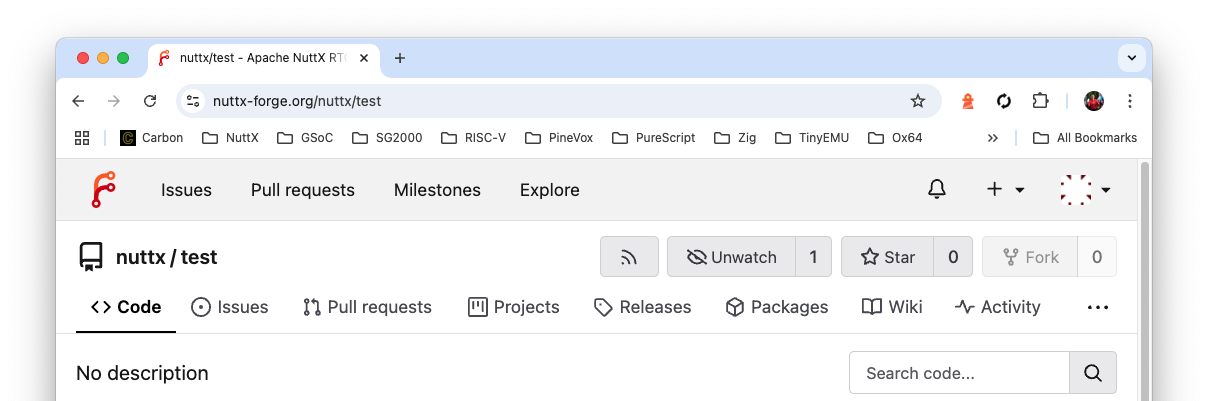 nuttx/test - Apache NuttX RTO
nuttx-forge.org/nuttx/test
Carbon NuttX GSoC SG2000 RISC-V PineVox PureScript Zig TinyEMU Ox64 » All Bookmarks
Issues Pull requests Milestones Explore
nuttx / test Unwatch 1 Star 0 Fork 0
Code Issues Pull requests Projects Releases Packages Wiki Activity
No description Search code...